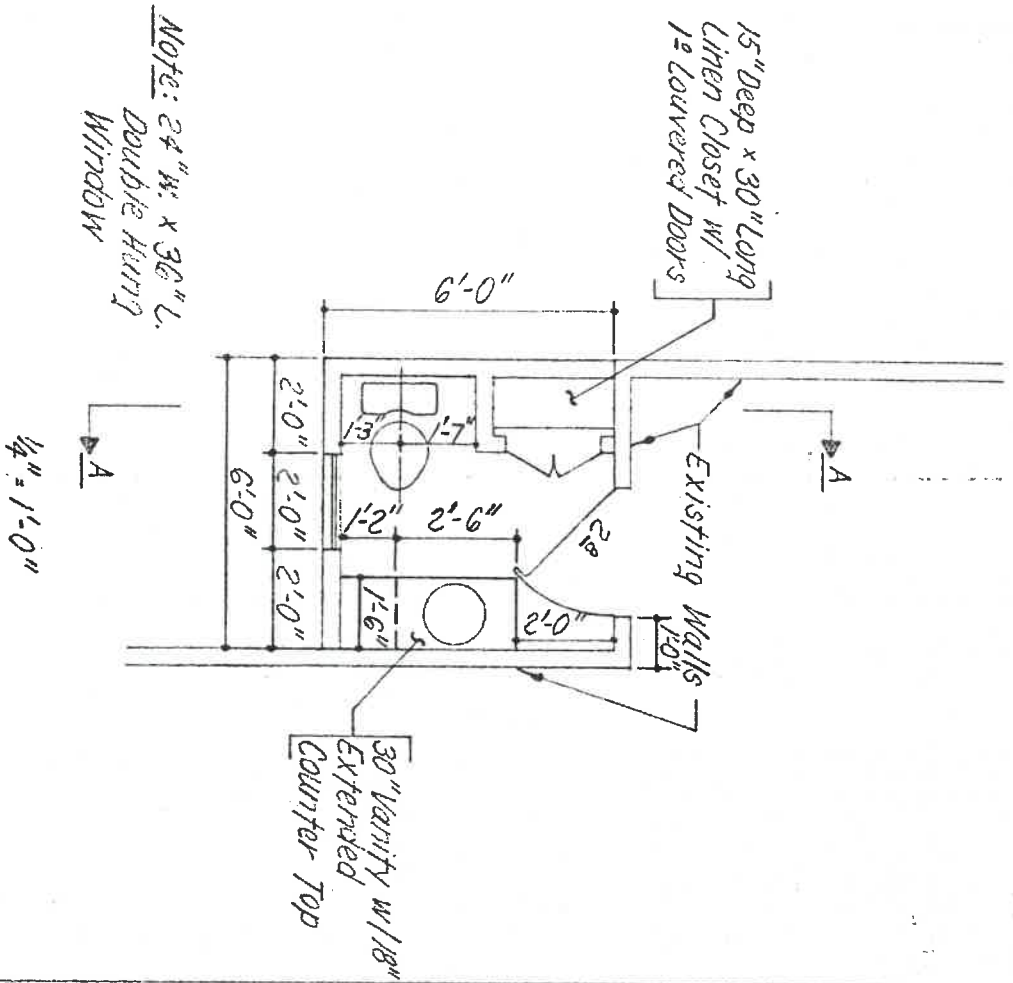 15" Deep x 30" Long
Linen Closet W/
1º Louvered Doors
Note: 24" W. x 36" L.
Double Hung
Window
6'-0"
A
A
Existing Walls
1'-3"
1'-7"
2'-0"
2'-0"
2'-0"
6'-0"
1'-2"
2'-6"
2⁸
1'-6"
2'-0"
1'-0"
30" Vanity W/18"
Extended
Counter Top
¼" = 1'-0"